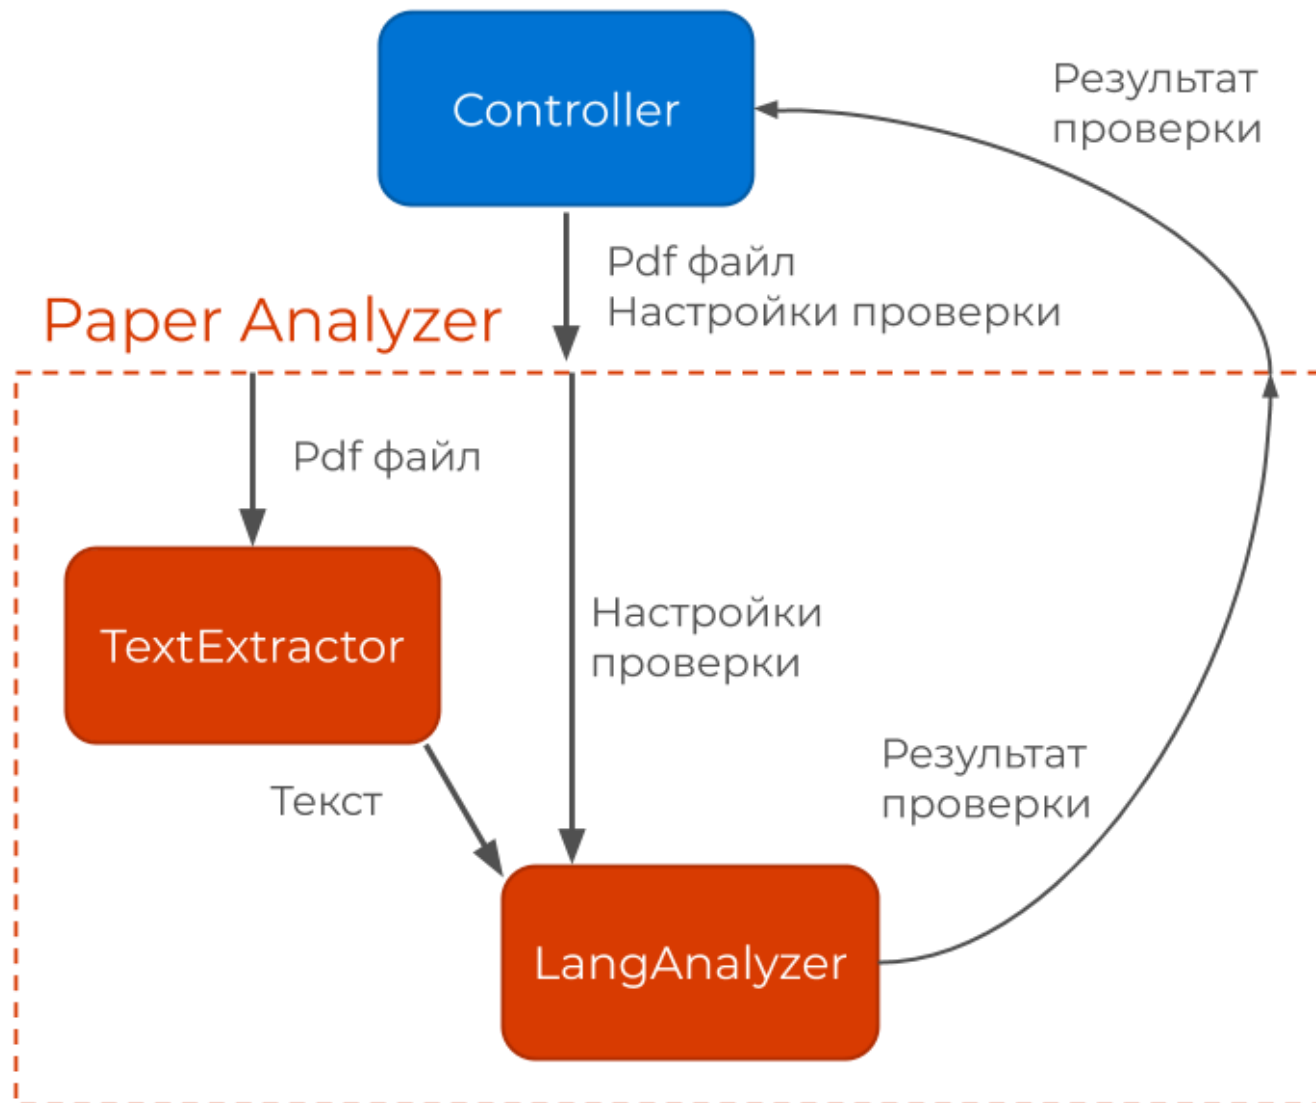 Controller
Результат
проверки
Pdf файл
Настройки проверки
Paper Analyzer
Pdf файл
TextExtractor
Настройки
проверки
Текст
Результат
проверки
LangAnalyzer